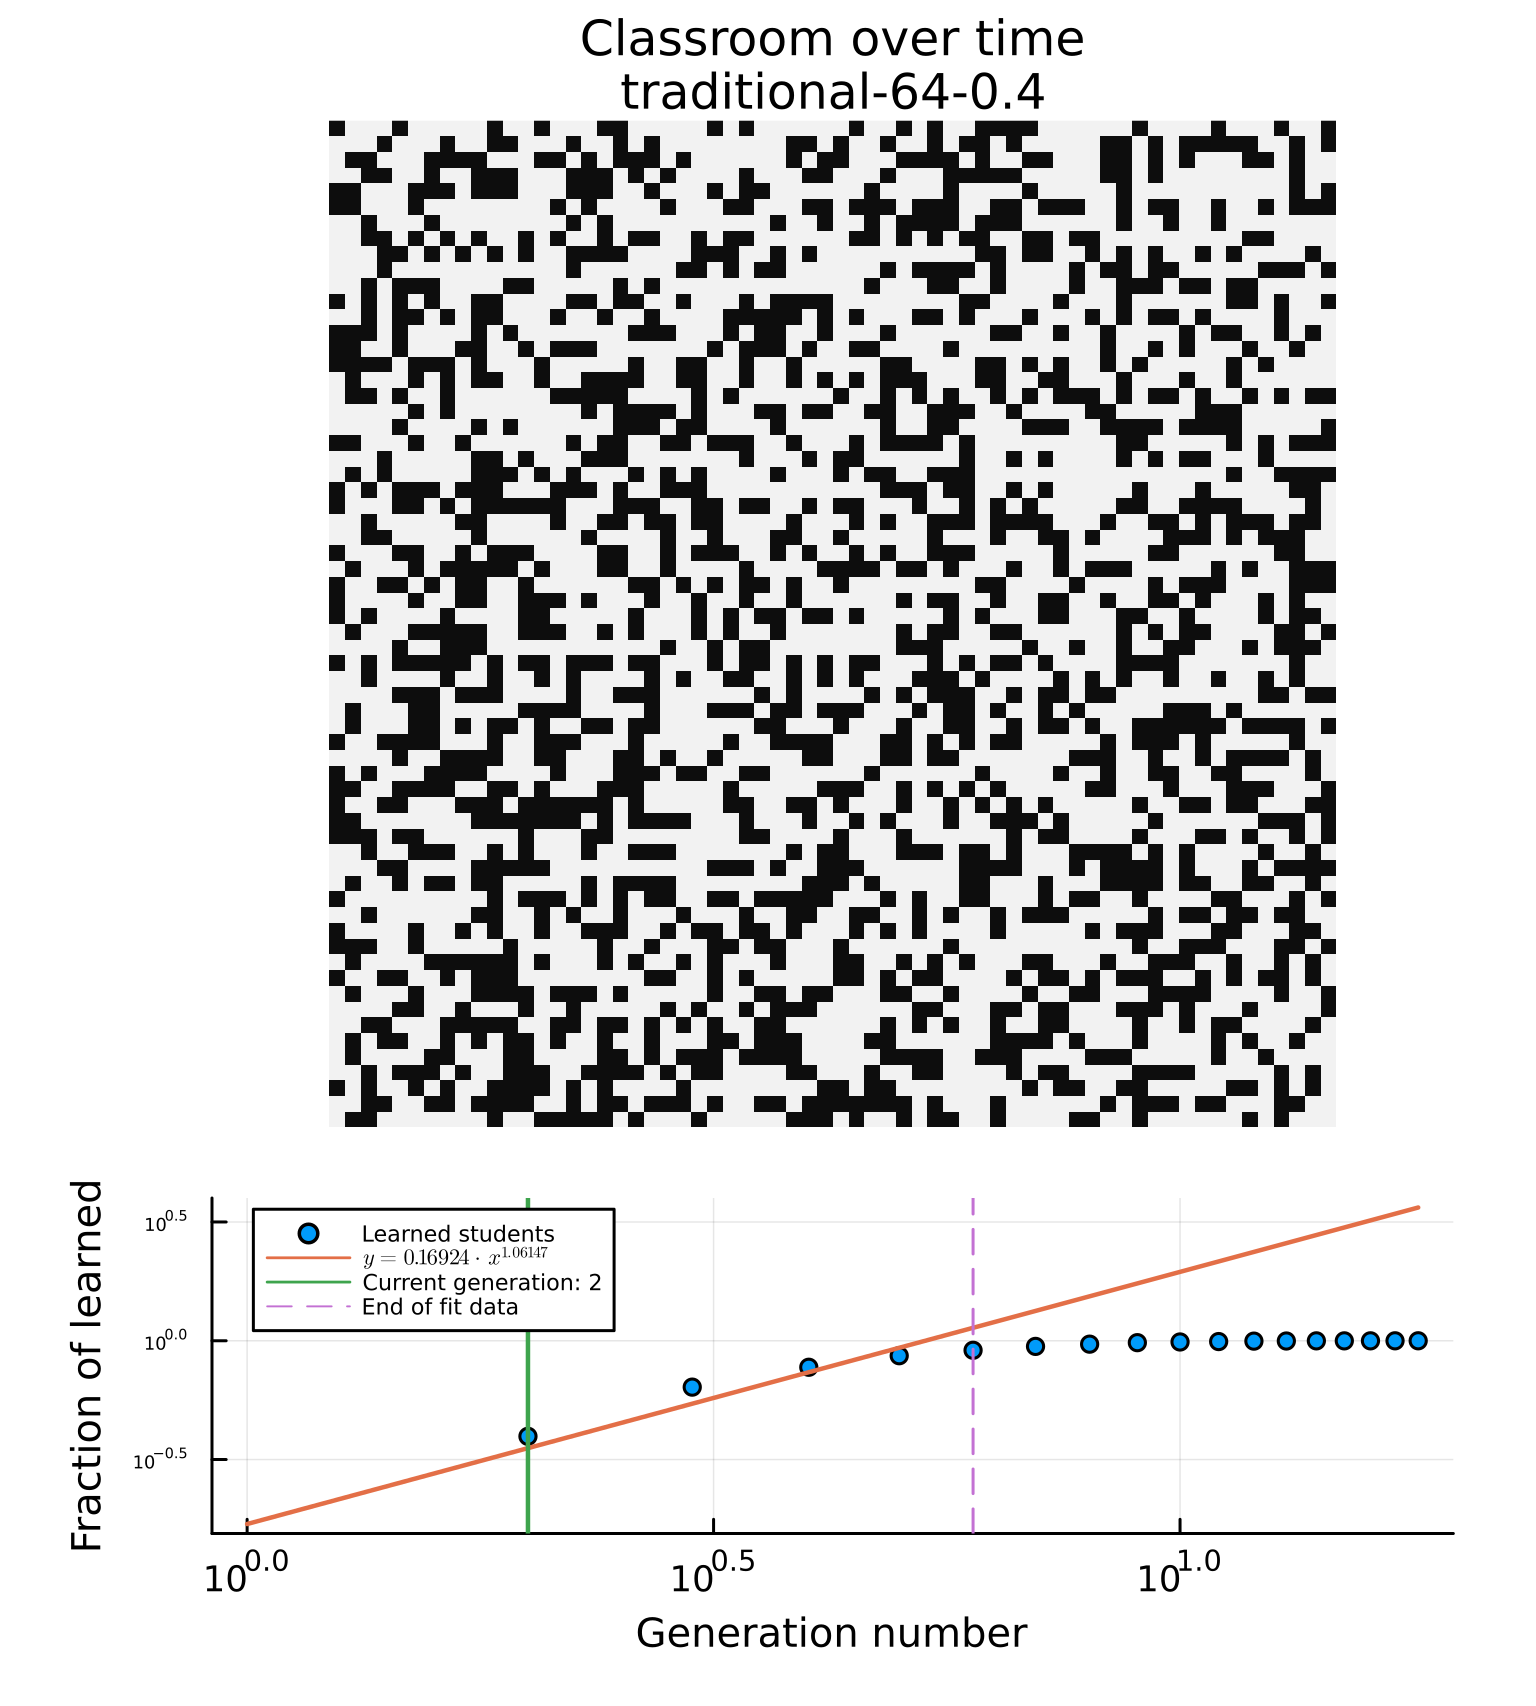 Classroom over time
traditional-64-0.4
Fraction of learned
10^0.5
10^0.0
10^−0.5
Learned students
y = 0.16924 · x^1.06147
Current generation: 2
End of fit data
10^0.0 10^0.5 10^1.0
Generation number